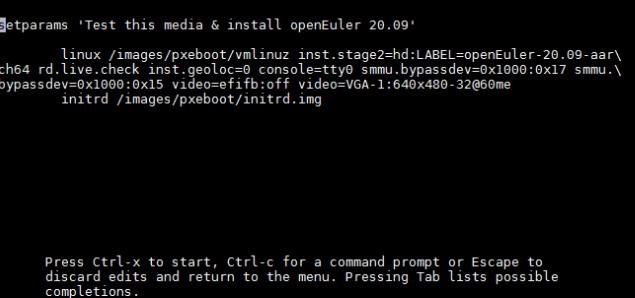 setparams 'Test this media & install openEuler 20.09'
linux /images/pxeboot/vmlinuz inst.stage2=hd:LABEL=openEuler-20.09-aar\
ch64 rd.live.check inst.geoloc=0 console=tty0 smmu.bypassdev=0x1000:0x17 smmu.\
bypassdev=0x1000:0x15 video=efifb:off video=VGA-1:640x480-32@60me
initrd /images/pxeboot/initrd.img
Press Ctrl-x to start, Ctrl-c for a command prompt or Escape to
discard edits and return to the menu. Pressing Tab lists possible
completions.